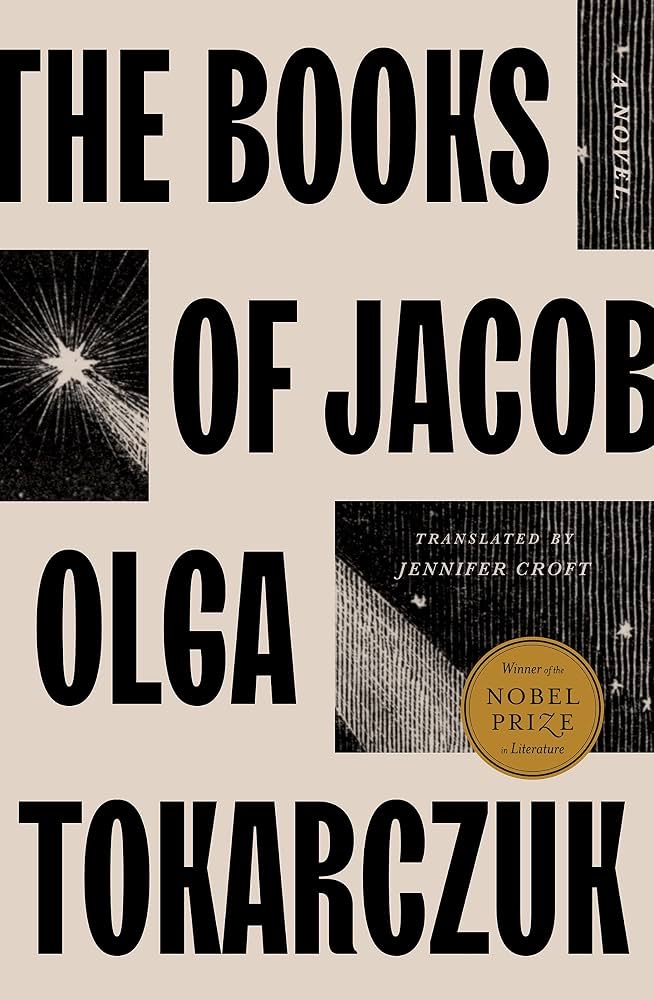 THE BOOKS
A NOVEL
OF JACOB
OLGA
TRANSLATED BY
JENNIFER CROFT
Winner of the
NOBEL
PRIZE
in Literature
TOKARCZUK